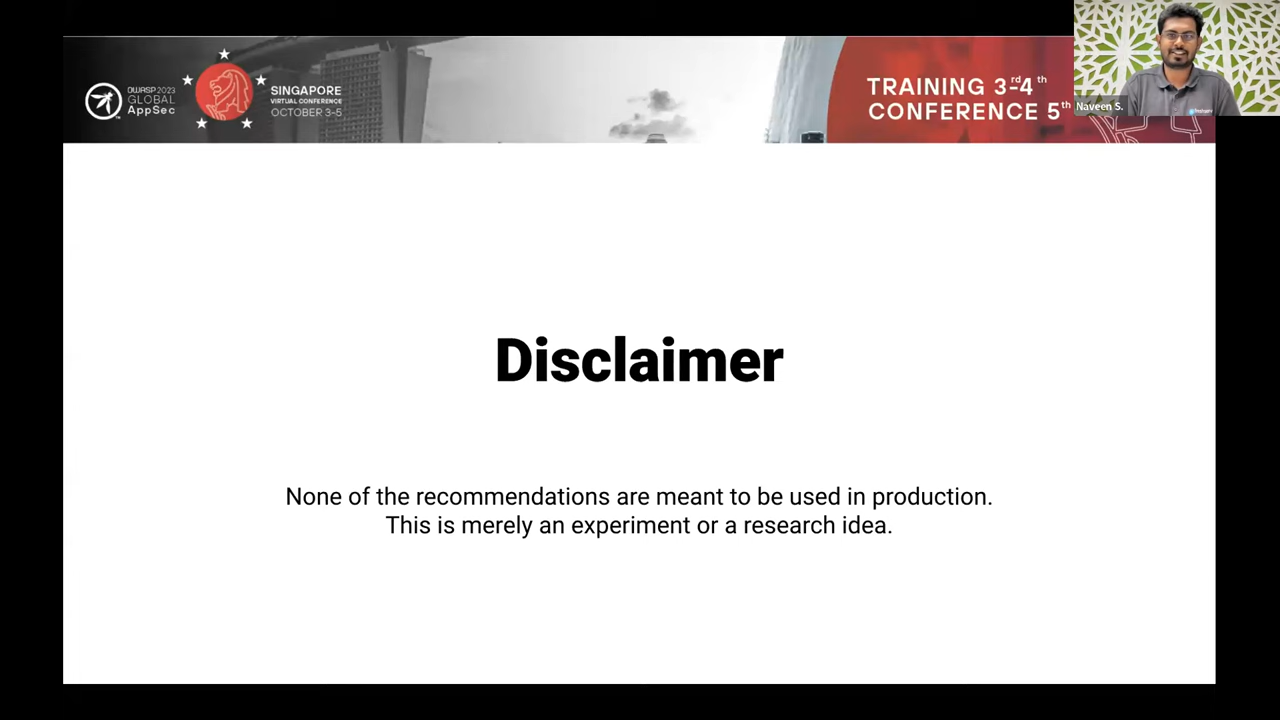 OWASP 2023
GLOBAL
AppSec
SINGAPORE
VIRTUAL CONFERENCE
OCTOBER 3-5
TRAINING 3rd-4th
CONFERENCE 5th
Naveen S.
Disclaimer
None of the recommendations are meant to be used in production.
This is merely an experiment or a research idea.